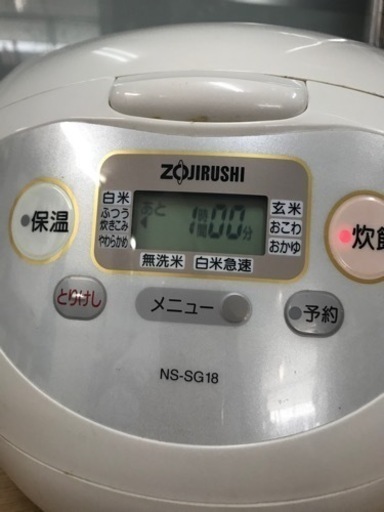 ZOJIRUSHI
白米
ふつう
炊きこみ
やわらかめ
あと
1時間00分
玄米
おこわ
おかゆ
無洗米 白米急速
保温
炊飯
とりけし
メニュー
予約
NS-SG18